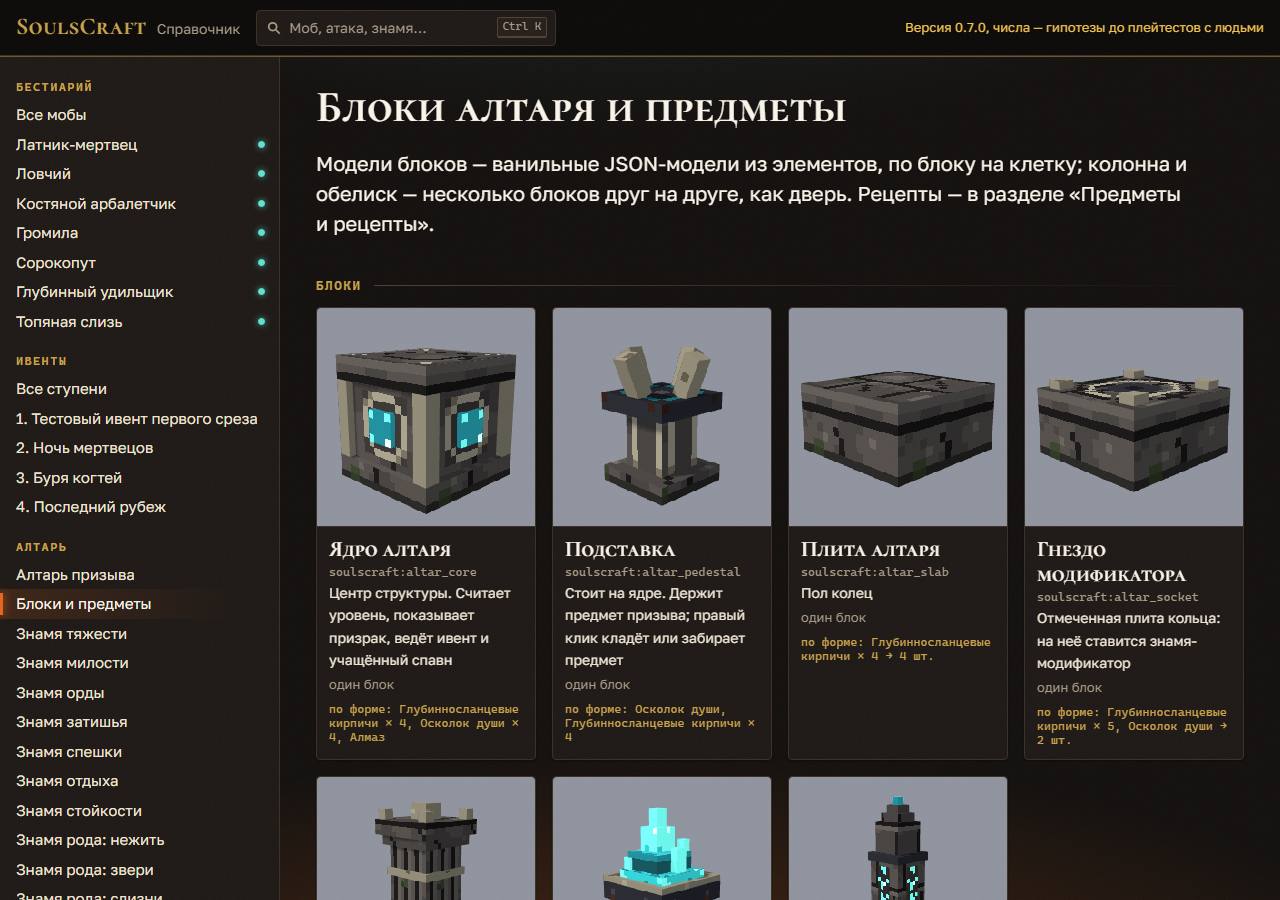 SoulsCraft Справочник
Моб, атака, знамя...
Ctrl K
Версия 0.7.0, числа — гипотезы до плейтестов с людьми
БЕСТИАРИЙ
Все мобы
Латник-мертвец
Ловчий
Костяной арбалетчик
Громила
Сорокопут
Глубинный удильщик
Топяная слизь
ИВЕНТЫ
Все ступени
1. Тестовый ивент первого среза
2. Ночь мертвецов
3. Буря когтей
4. Последний рубеж
АЛТАРЬ
Алтарь призыва
Блоки и предметы
Знамя тяжести
Знамя милости
Знамя орды
Знамя затишья
Знамя спешки
Знамя отдыха
Знамя стойкости
Знамя рода: нежить
Знамя рода: звери
Знамя рода: слизни
Блоки алтаря и предметы
Модели блоков — ванильные JSON-модели из элементов, по блоку на клетку; колонна и
обелиск — несколько блоков друг на друге, как дверь. Рецепты — в разделе «Предметы
и рецепты».
БЛОКИ
Ядро алтаря
soulscraft:altar_core
Центр структуры. Считает
уровень, показывает
призрак, ведёт ивент и
учащённый спавн
один блок
по форме: Глубинносланцевые
кирпичи × 4, Осколок души ×
4, Алмаз
Подставка
soulscraft:altar_pedestal
Стоит на ядре. Держит
предмет призыва; правый
клик кладёт или забирает
предмет
один блок
по форме: Осколок души,
Глубинносланцевые кирпичи ×
4
Плита алтаря
soulscraft:altar_slab
Пол колец
один блок
по форме: Глубинносланцевые
кирпичи × 4 → 4 шт.
Гнездо
модификатора
soulscraft:altar_socket
Отмеченная плита кольца:
на неё ставится знамя-
модификатор
один блок
по форме: Глубинносланцевые
кирпичи × 5, Осколок души →
2 шт.